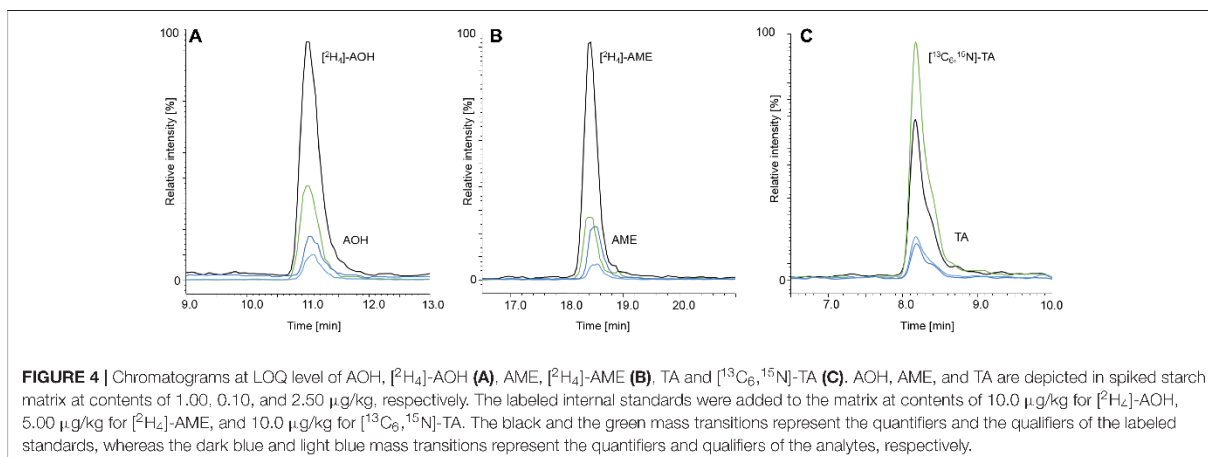 100
A
[²H₄]-AOH
AOH
Relative intensity [%]
0
9.0 10.0 11.0 12.0 13.0
Time [min]
100
B
[²H₄]-AME
AME
Relative intensity [%]
0
17.0 18.0 19.0 20.0
Time [min]
100
C
[¹³C₆,¹⁵N]-TA
TA
Relative intensity [%]
0
7.0 8.0 9.0 10.0
Time [min]
FIGURE 4 | Chromatograms at LOQ level of AOH, [²H₄]-AOH (A), AME, [²H₄]-AME (B), TA and [¹³C₆,¹⁵N]-TA (C). AOH, AME, and TA are depicted in spiked starch
matrix at contents of 1.00, 0.10, and 2.50 μg/kg, respectively. The labeled internal standards were added to the matrix at contents of 10.0 μg/kg for [²H₄]-AOH,
5.00 μg/kg for [²H₄]-AME, and 10.0 μg/kg for [¹³C₆,¹⁵N]-TA. The black and the green mass transitions represent the quantifiers and the qualifiers of the labeled
standards, whereas the dark blue and light blue mass transitions represent the quantifiers and qualifiers of the analytes, respectively.